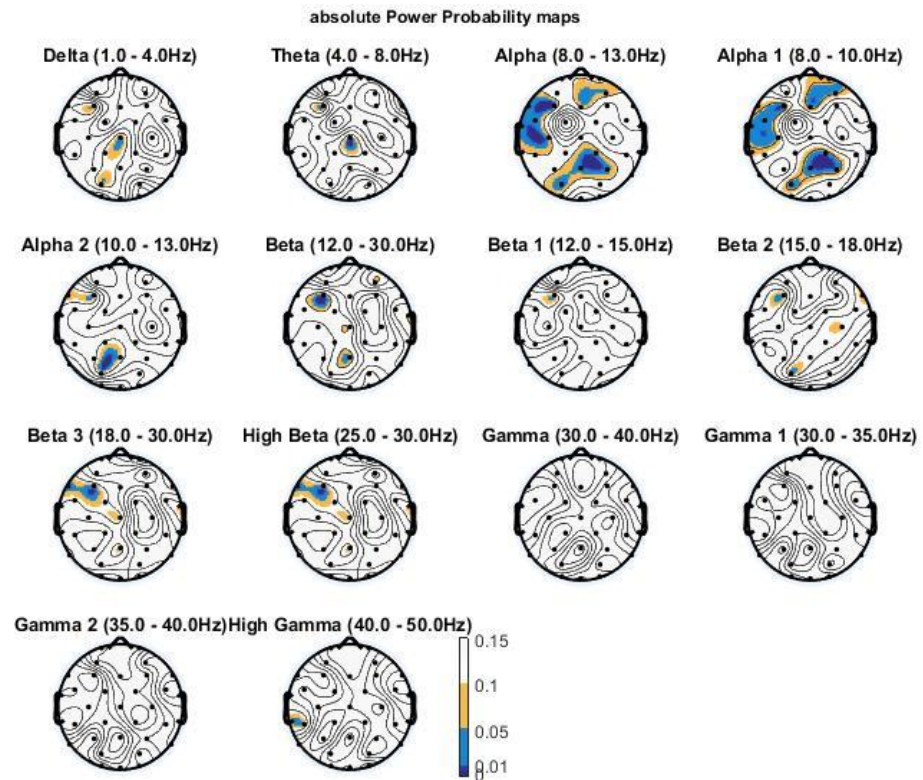 absolute Power Probability maps
Delta (1.0 - 4.0Hz) Theta (4.0 - 8.0Hz) Alpha (8.0 - 13.0Hz) Alpha 1 (8.0 - 10.0Hz)
Alpha 2 (10.0 - 13.0Hz) Beta (12.0 - 30.0Hz) Beta 1 (12.0 - 15.0Hz) Beta 2 (15.0 - 18.0Hz)
Beta 3 (18.0 - 30.0Hz) High Beta (25.0 - 30.0Hz) Gamma (30.0 - 40.0Hz) Gamma 1 (30.0 - 35.0Hz)
Gamma 2 (35.0 - 40.0Hz) High Gamma (40.0 - 50.0Hz)
0.15
0.1
0.05
0.01
0